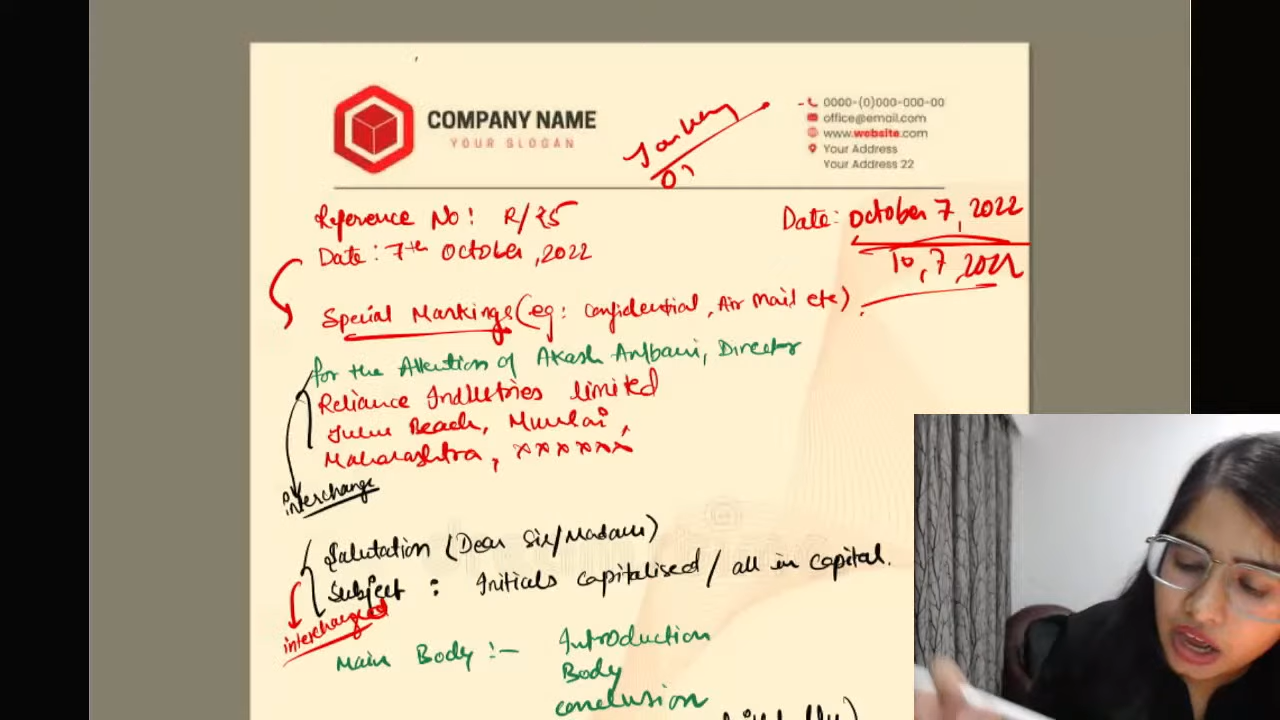 COMPANY NAME
YOUR SLOGAN
January
07
0000-(0)000-000-00
office@email.com
www.website.com
Your Address
Your Address 22
Reference No: R/25
Date: 7th October, 2022
Date: October 7, 2022
10, 7, 2022
Special Markings (eg: Confidential, Air Mail etc).
for the Attention of Akash Ambani, Director
Reliance Industries limited
Juhu Beach, Mumbai,
Maharashtra, xxxxxx
interchange
Salutation (Dear Sir/Madam)
Subject : Initials capitalised / all in capital.
interchanged
Main Body :- Introduction
Body
conclusion